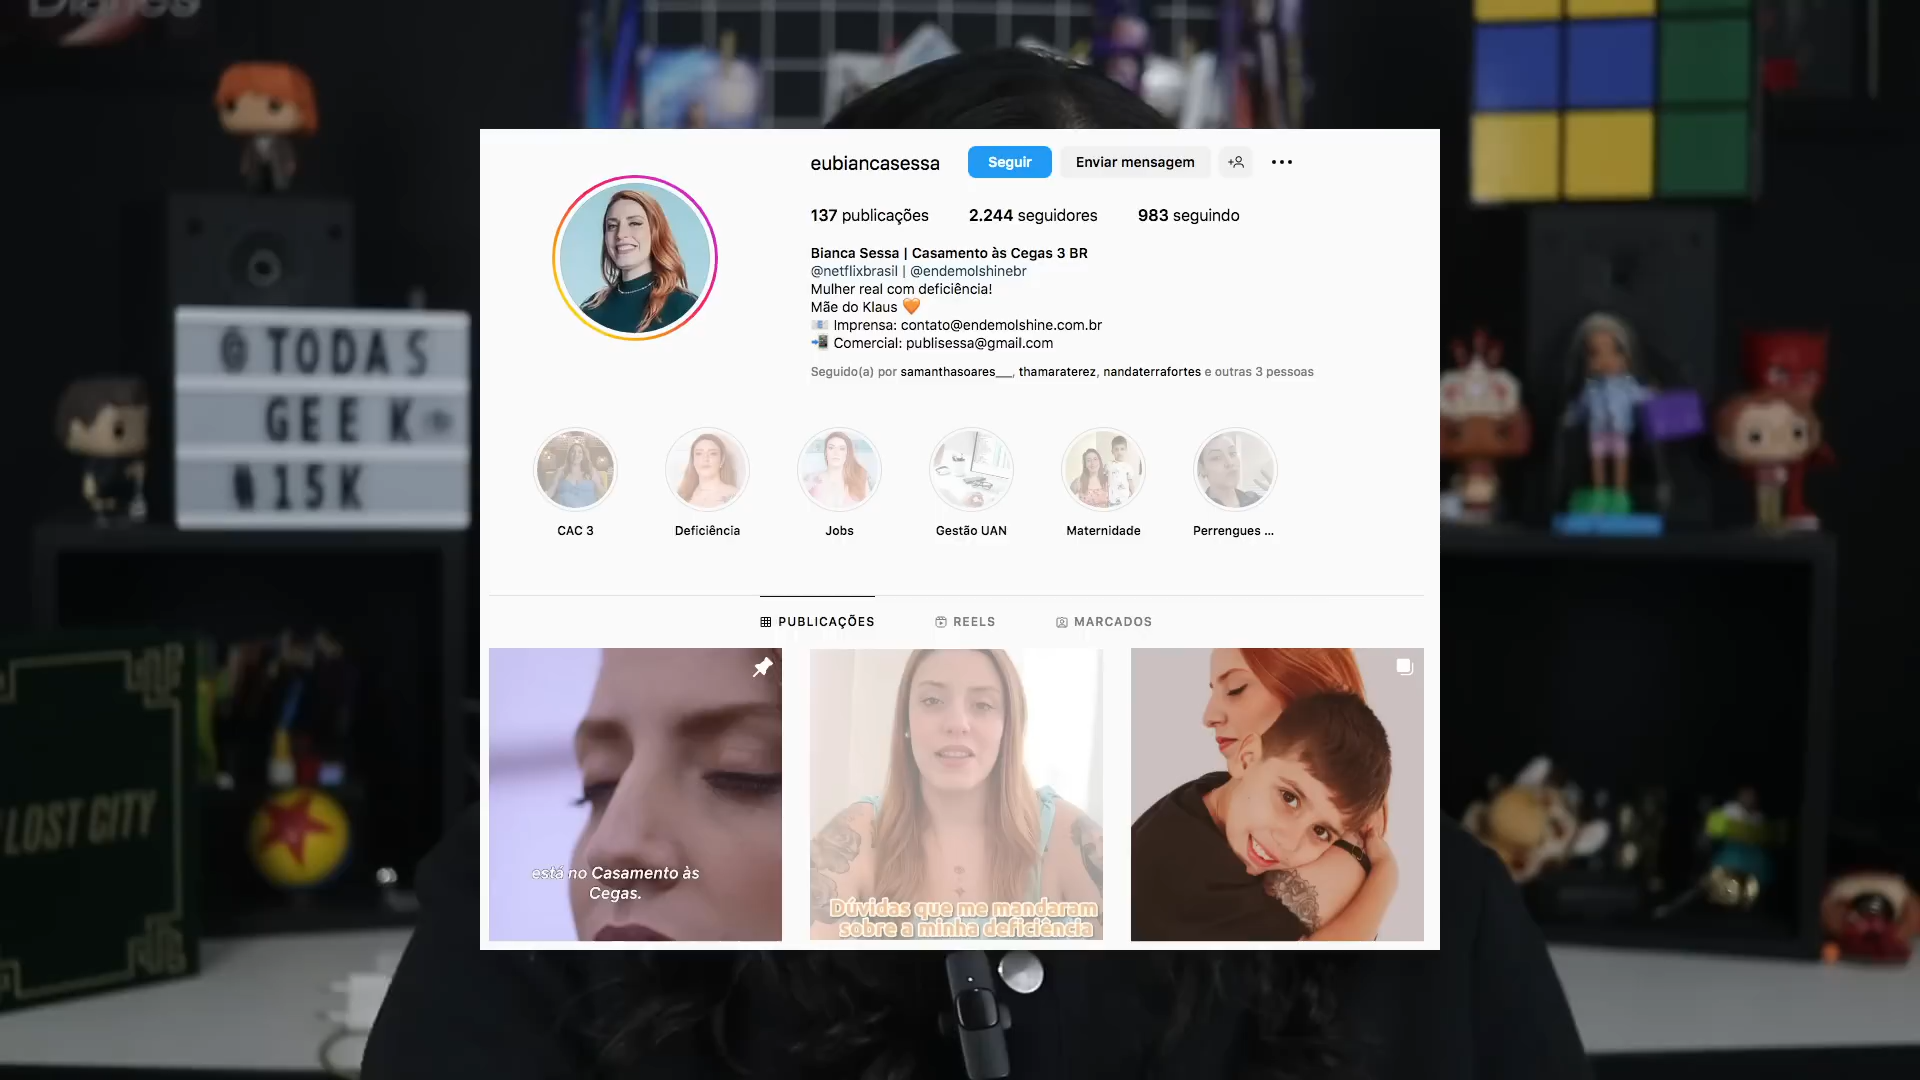 @ TODAS
GEEK
#15K
LOST CITY
eubiancasessa
Seguir
Enviar mensagem
137 publicações
2.244 seguidores
983 seguindo
Bianca Sessa | Casamento às Cegas 3 BR
@netflixbrasil | @endemolshinebr
Mulher real com deficiência!
Mãe do Klaus 🧡
📧 Imprensa: contato@endemolshine.com.br
📲 Comercial: publisessa@gmail.com
Seguido(a) por samanthasoares___, thamaraterez, nandaterrafortes e outras 3 pessoas
CAC 3
Deficiência
Jobs
Gestão UAN
Maternidade
Perrengues ...
PUBLICAÇÕES
REELS
MARCADOS
está no Casamento às
Cegas.
Dúvidas que me mandaram
sobre a minha deficiência